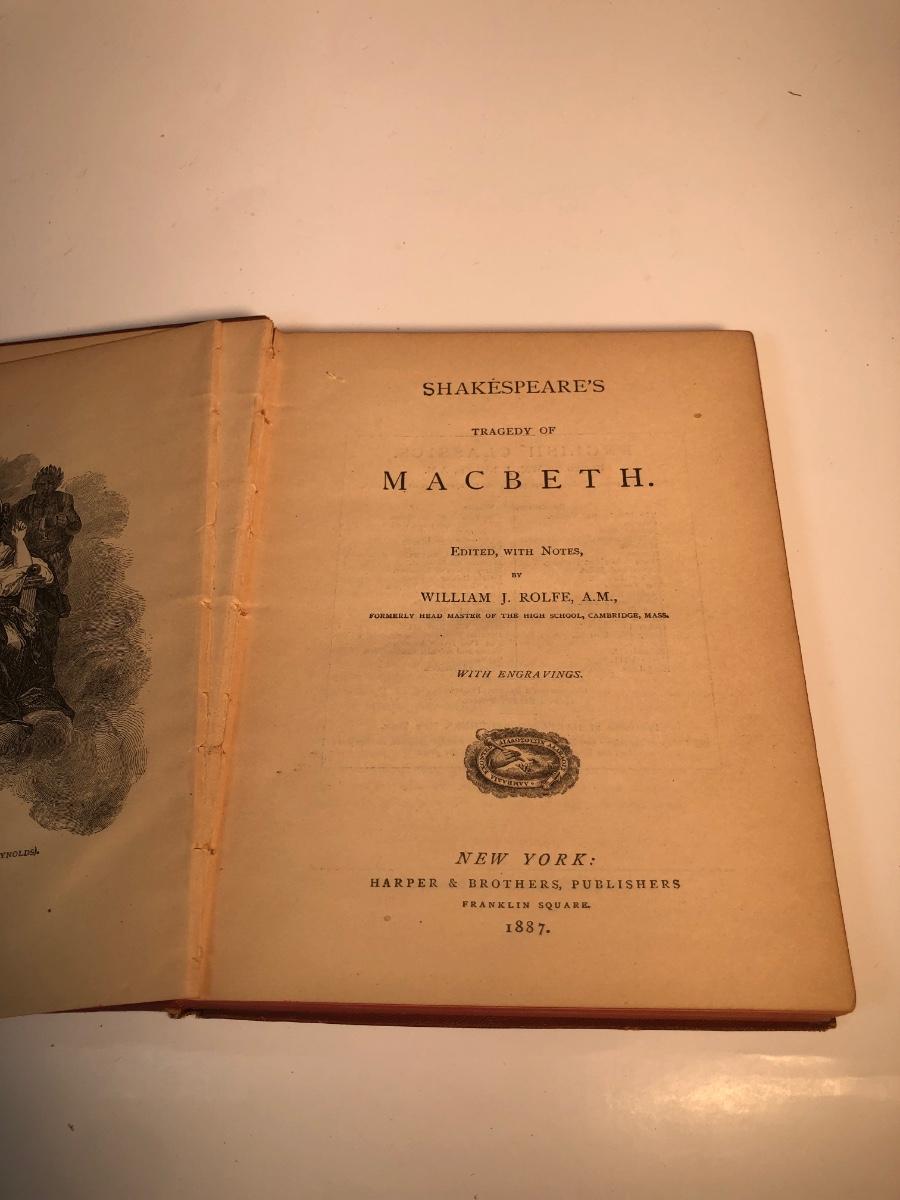 YNOLDS).
SHAKESPEARE'S
TRAGEDY OF
MACBETH.
EDITED, WITH NOTES,
BY
WILLIAM J. ROLFE, A.M.,
FORMERLY HEAD MASTER OF THE HIGH SCHOOL, CAMBRIDGE, MASS.
WITH ENGRAVINGS.
NEW YORK:
HARPER & BROTHERS, PUBLISHERS
FRANKLIN SQUARE.
1887.